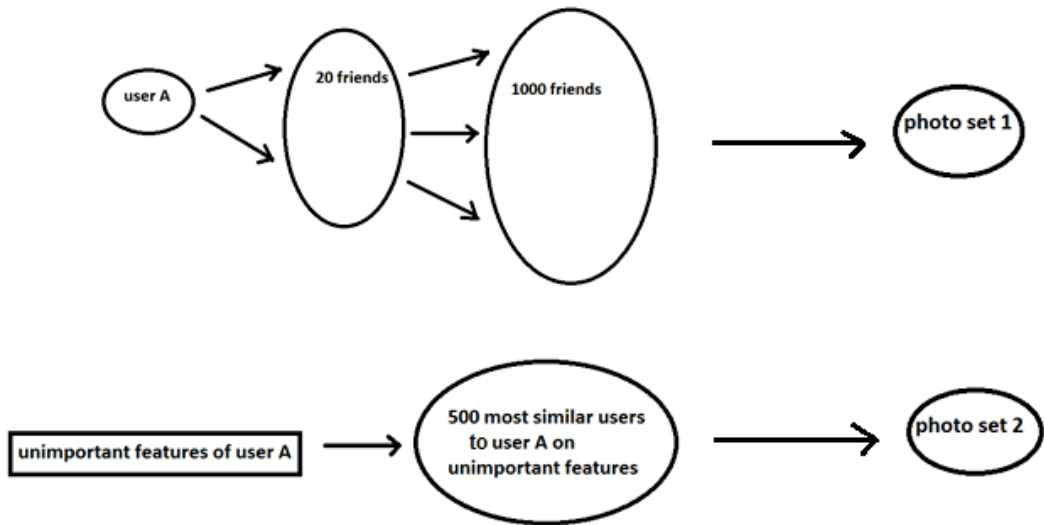 user A
20 friends
1000 friends
photo set 1
unimportant features of user A
500 most similar users
to user A on
unimportant features
photo set 2